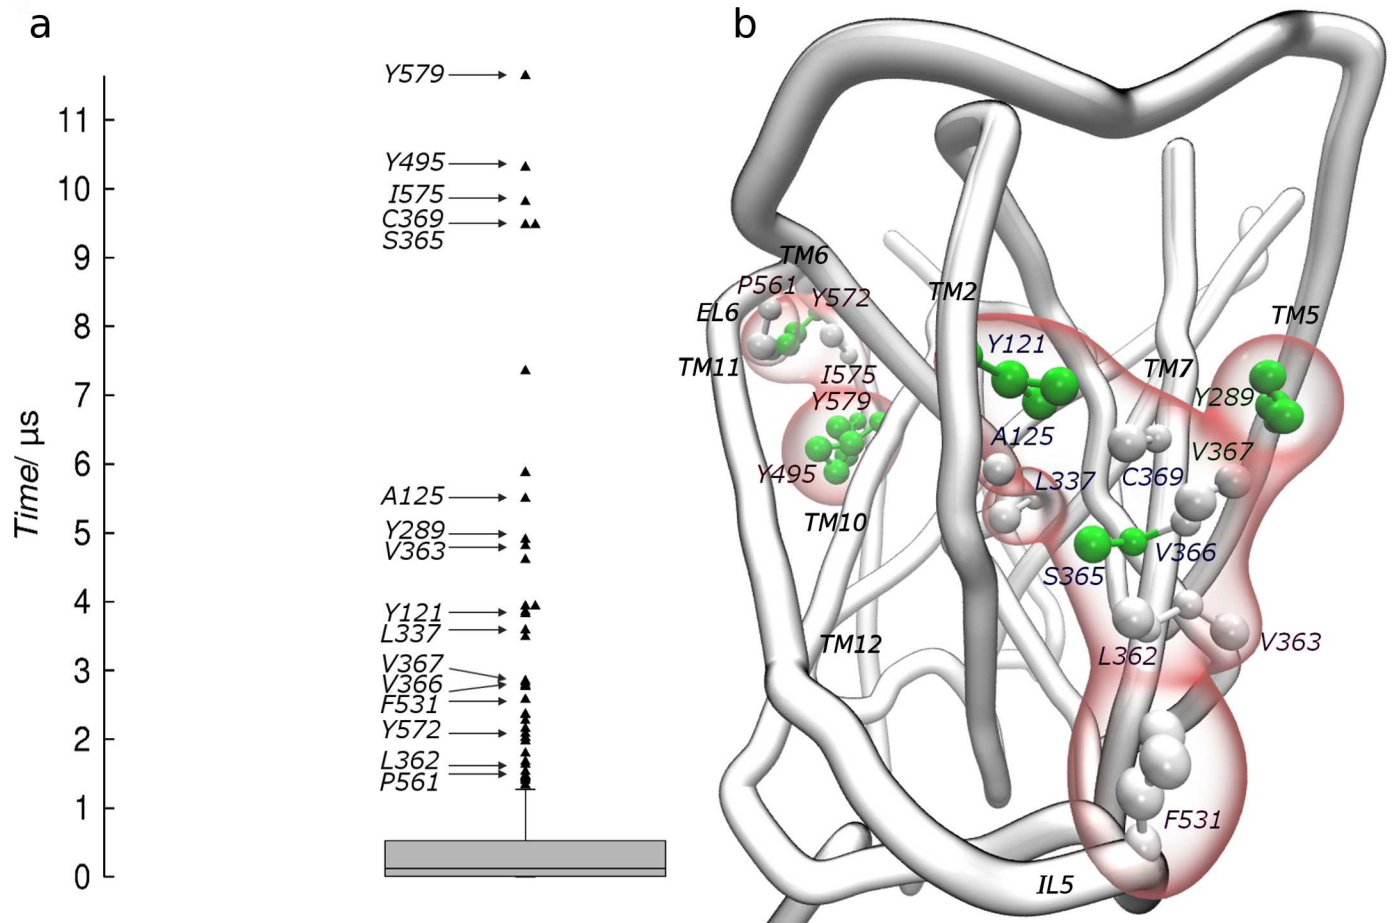 a
Time/ µs
11
10
9
8
7
6
5
4
3
2
1
0
Y579
Y495
I575
C369
S365
A125
Y289
V363
Y121
L337
V367
V366
F531
Y572
L362
P561
b
TM6
P561
Y572
EL6
TM2
TM5
Y121
TM11
I575
TM7
Y579
Y289
A125
V367
Y495
L337
C369
TM10
V366
S365
TM12
L362
V363
F531
IL5